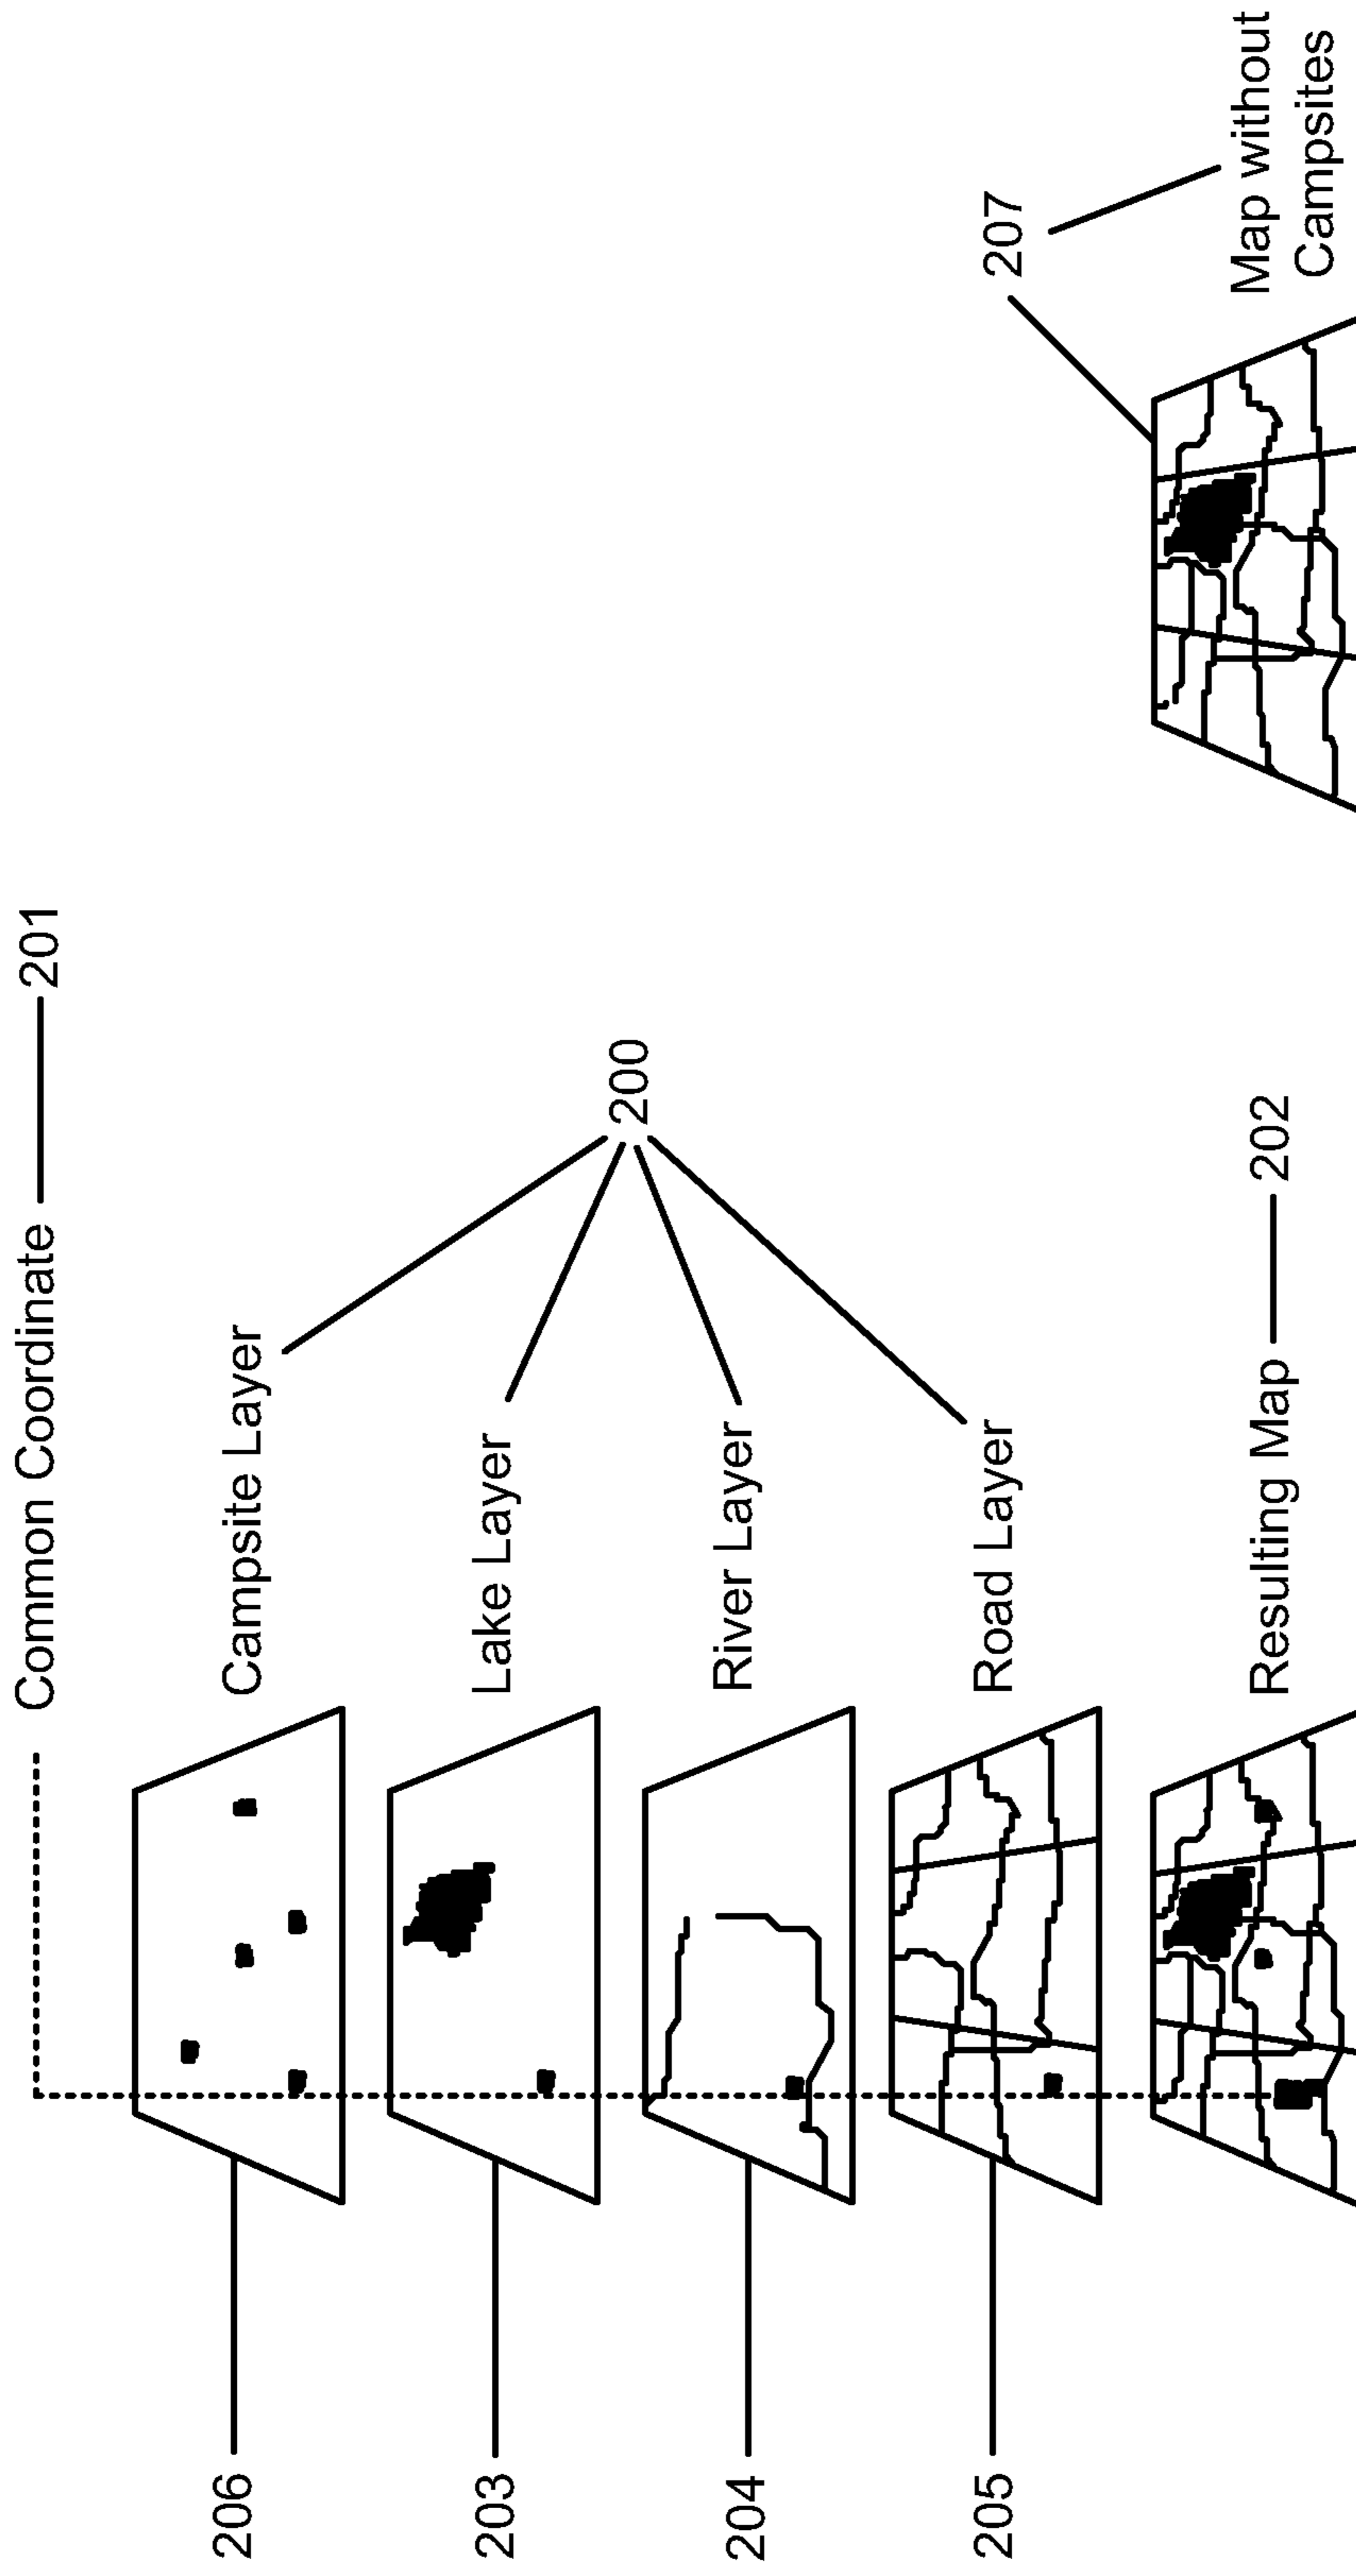 Common Coordinate 201
206
Campsite Layer
203
Lake Layer
200
204
River Layer
205
Road Layer
Resulting Map 202
207
Map without
Campsites